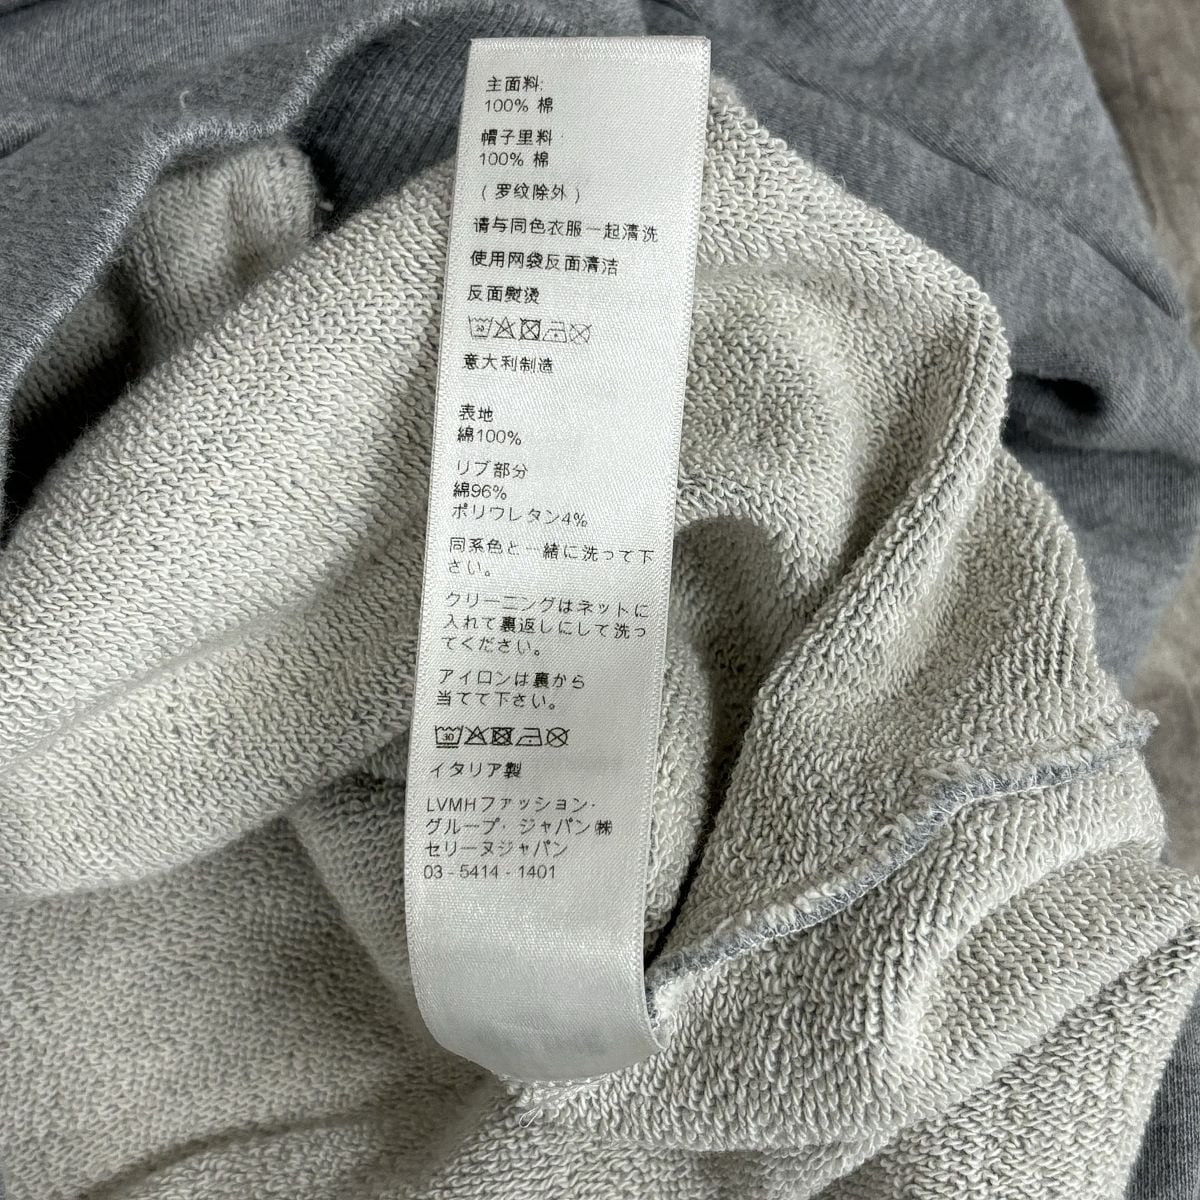 主面料:
100% 棉
帽子里料:
100% 棉
( 罗纹除外 )
请与同色衣服一起清洗
使用网袋反面清洁
反面熨烫
30
意大利制造
表地
綿100%
リブ部分
綿96%
ポリウレタン4%
同系色と一緒に洗って下
さい。
クリーニングはネットに
入れて裏返しにして洗っ
てください。
アイロンは裏から
当てて下さい。
30
イタリア製
LVMHファッション・
グループ・ジャパン㈱
セリーヌジャパン
03 - 5414 - 1401